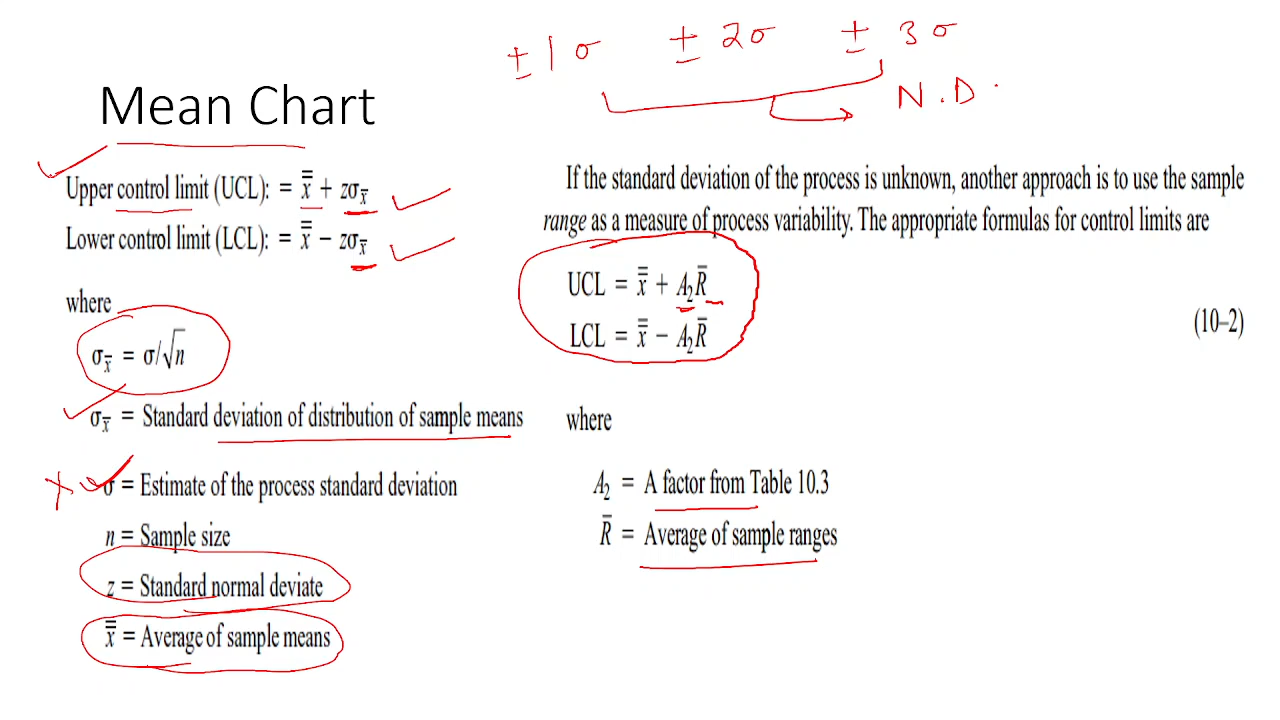 ±1σ ±2σ ±3σ
N.D.
Mean Chart
Upper control limit (UCL): = x̿ + zσx̅
Lower control limit (LCL): = x̿ − zσx̅
where
σx̅ = σ/√n
σx̅ = Standard deviation of distribution of sample means
σ = Estimate of the process standard deviation
n = Sample size
z = Standard normal deviate
x̿ = Average of sample means
If the standard deviation of the process is unknown, another approach is to use the sample
range as a measure of process variability. The appropriate formulas for control limits are
UCL = x̿ + A₂R̅
LCL = x̿ − A₂R̅
(10–2)
where
A₂ = A factor from Table 10.3
R̅ = Average of sample ranges